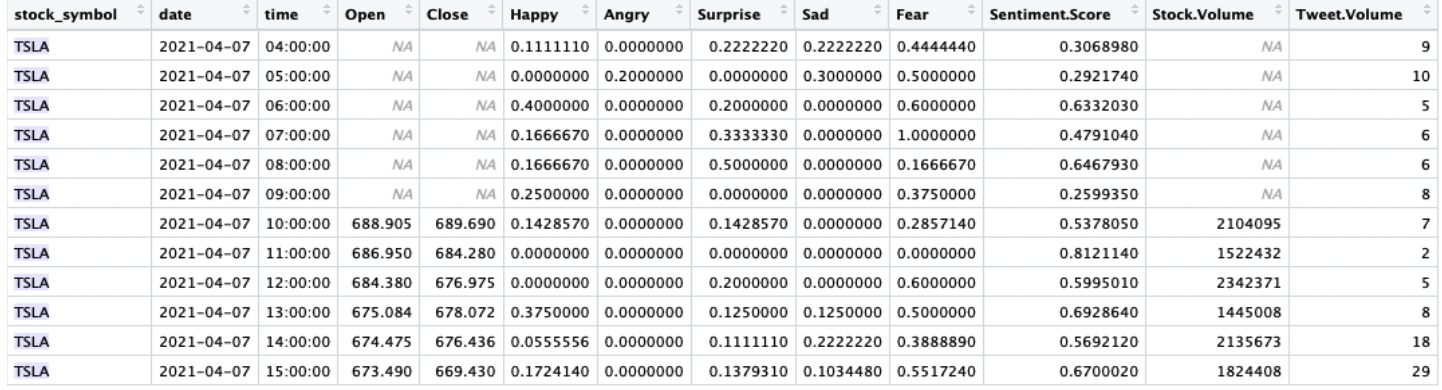 stock_symbol date time Open Close Happy Angry Surprise Sad Fear Sentiment.Score Stock.Volume Tweet.Volume
TSLA 2021-04-07 04:00:00 NA NA 0.1111110 0.0000000 0.2222220 0.2222220 0.4444440 0.3068980 NA 9
TSLA 2021-04-07 05:00:00 NA NA 0.0000000 0.2000000 0.0000000 0.3000000 0.5000000 0.2921740 NA 10
TSLA 2021-04-07 06:00:00 NA NA 0.4000000 0.0000000 0.2000000 0.0000000 0.6000000 0.6332030 NA 5
TSLA 2021-04-07 07:00:00 NA NA 0.1666670 0.0000000 0.3333330 0.0000000 1.0000000 0.4791040 NA 6
TSLA 2021-04-07 08:00:00 NA NA 0.1666670 0.0000000 0.5000000 0.0000000 0.1666670 0.6467930 NA 6
TSLA 2021-04-07 09:00:00 NA NA 0.2500000 0.0000000 0.0000000 0.0000000 0.3750000 0.2599350 NA 8
TSLA 2021-04-07 10:00:00 688.905 689.690 0.1428570 0.0000000 0.1428570 0.0000000 0.2857140 0.5378050 2104095 7
TSLA 2021-04-07 11:00:00 686.950 684.280 0.0000000 0.0000000 0.0000000 0.0000000 0.0000000 0.8121140 1522432 2
TSLA 2021-04-07 12:00:00 684.380 676.975 0.0000000 0.0000000 0.2000000 0.0000000 0.6000000 0.5995010 2342371 5
TSLA 2021-04-07 13:00:00 675.084 678.072 0.3750000 0.0000000 0.1250000 0.1250000 0.5000000 0.6928640 1445008 8
TSLA 2021-04-07 14:00:00 674.475 676.436 0.0555556 0.0000000 0.1111110 0.2222220 0.3888890 0.5692120 2135673 18
TSLA 2021-04-07 15:00:00 673.490 669.430 0.1724140 0.0000000 0.1379310 0.1034480 0.5517240 0.6700020 1824408 29